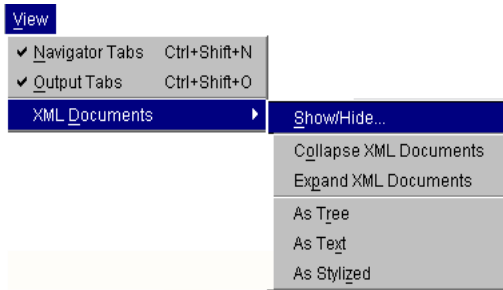 View
Navigator Tabs Ctrl+Shift+N
Output Tabs Ctrl+Shift+O
XML Documents
Show/Hide...
Collapse XML Documents
Expand XML Documents
As Tree
As Text
As Stylized